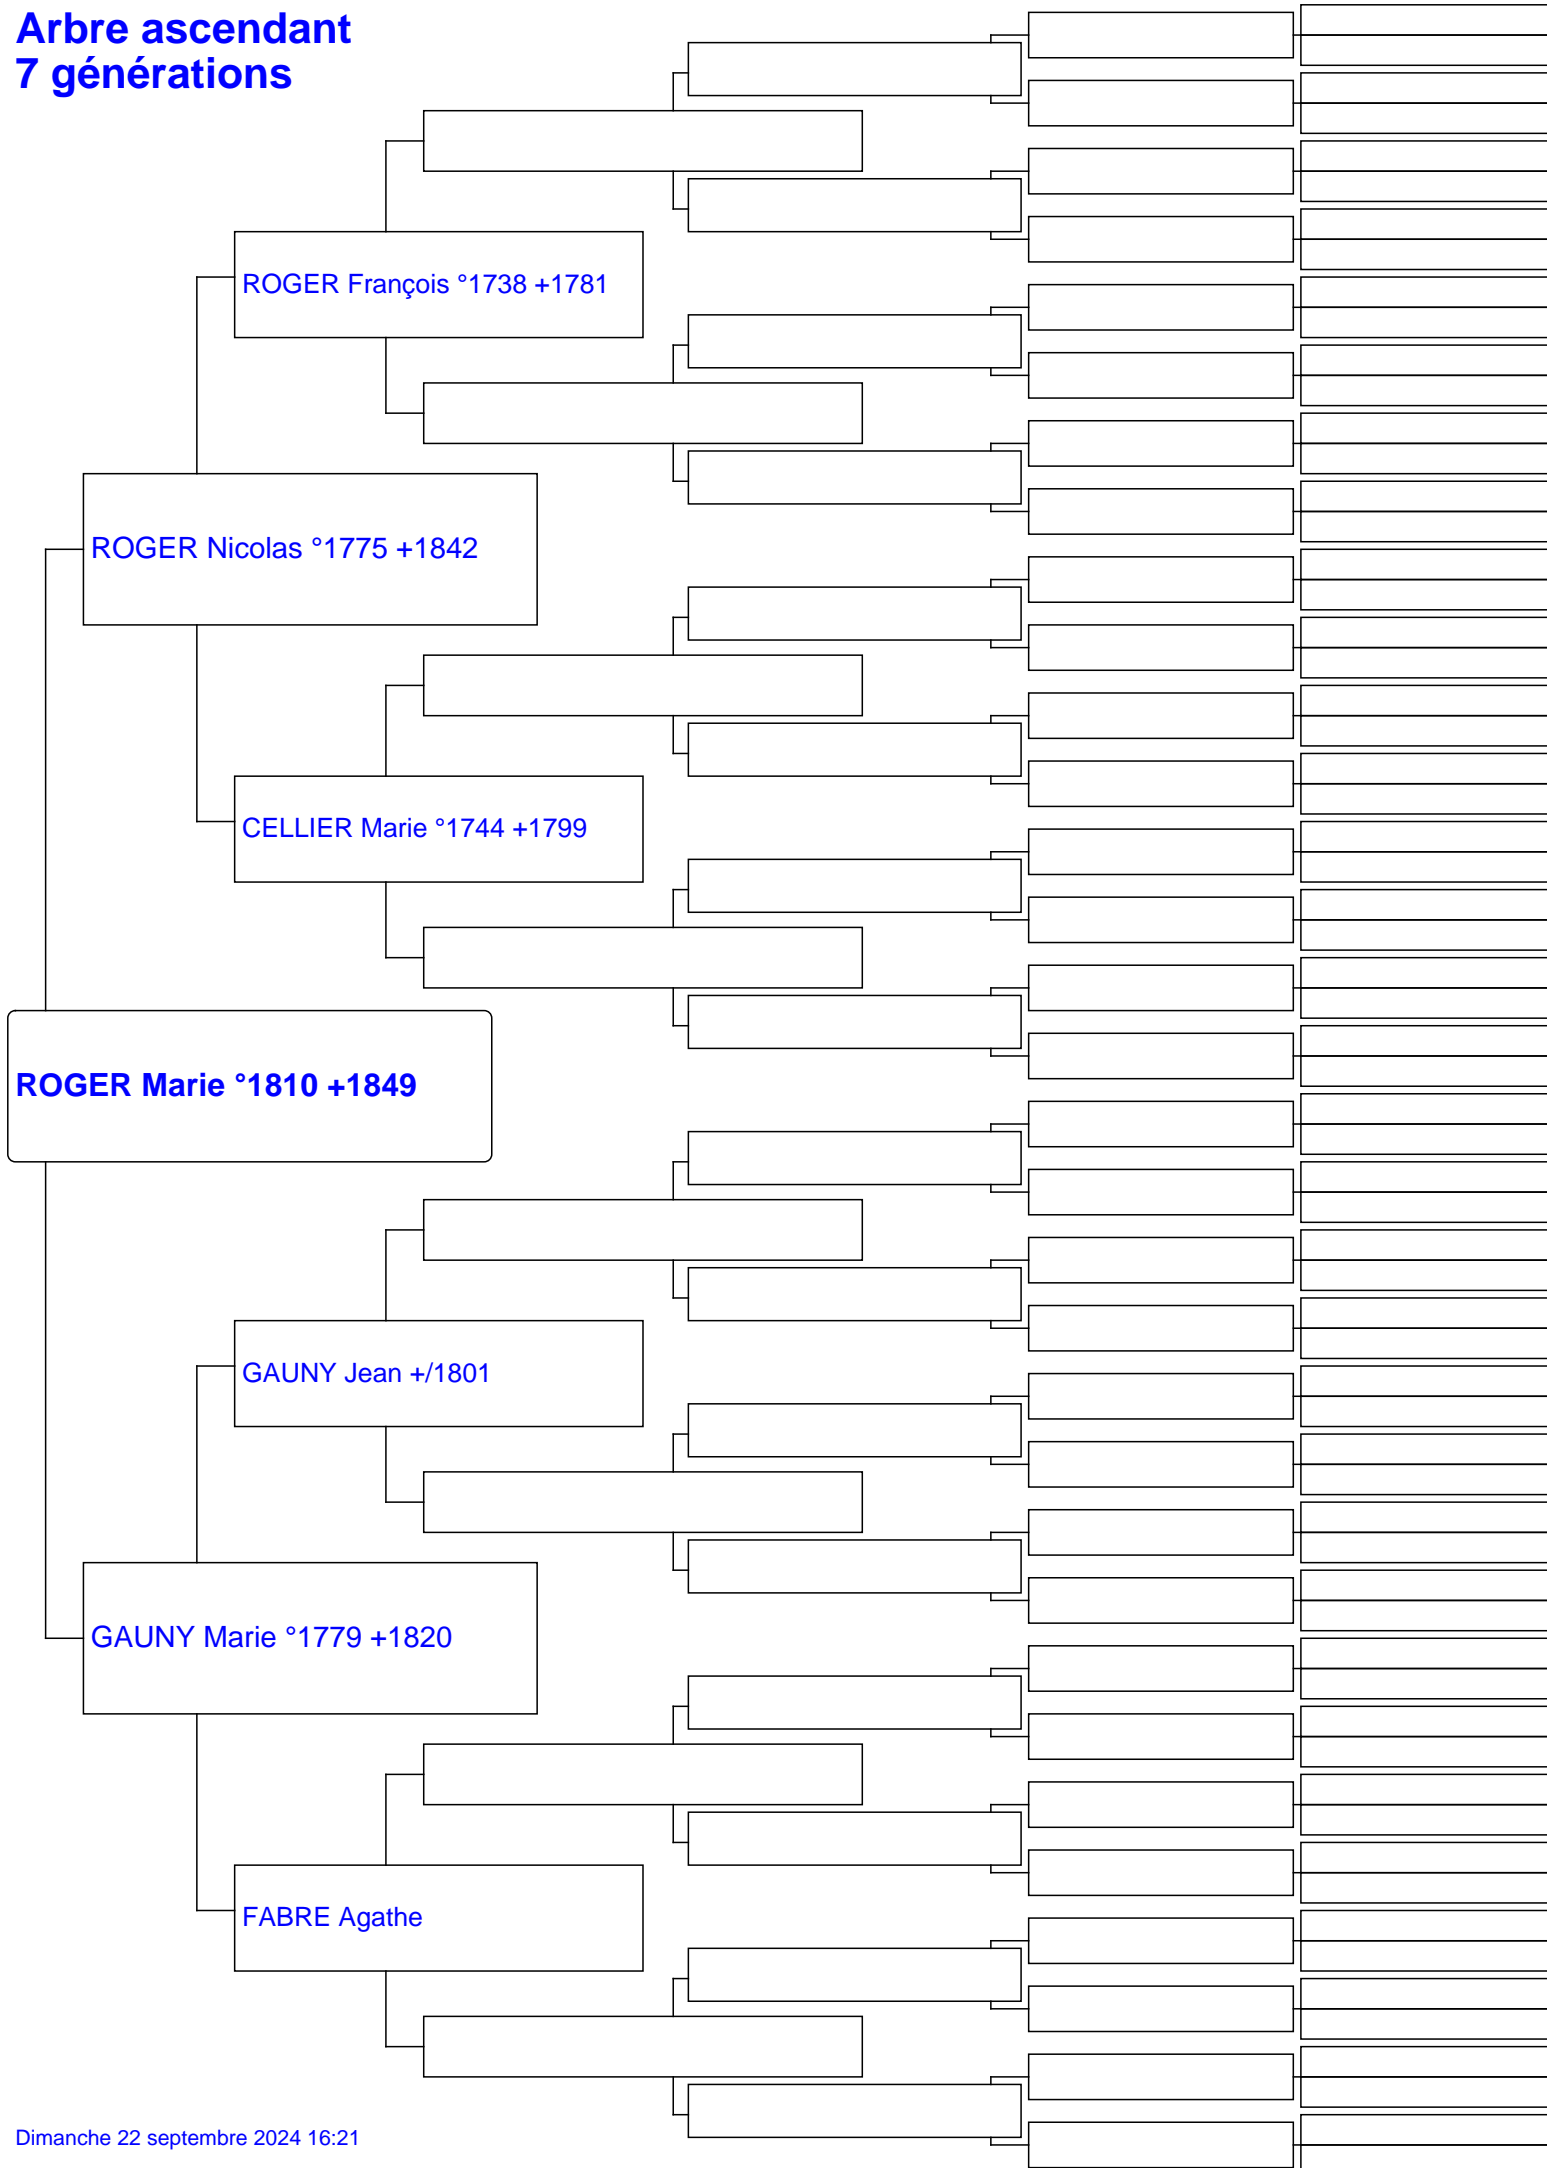 Arbre ascendant
7 générations
ROGER François °1738 +1781
ROGER Nicolas °1775 +1842
CELLIER Marie °1744 +1799
ROGER Marie °1810 +1849
GAUNY Jean +/1801
GAUNY Marie °1779 +1820
FABRE Agathe
Dimanche 22 septembre 2024 16:21